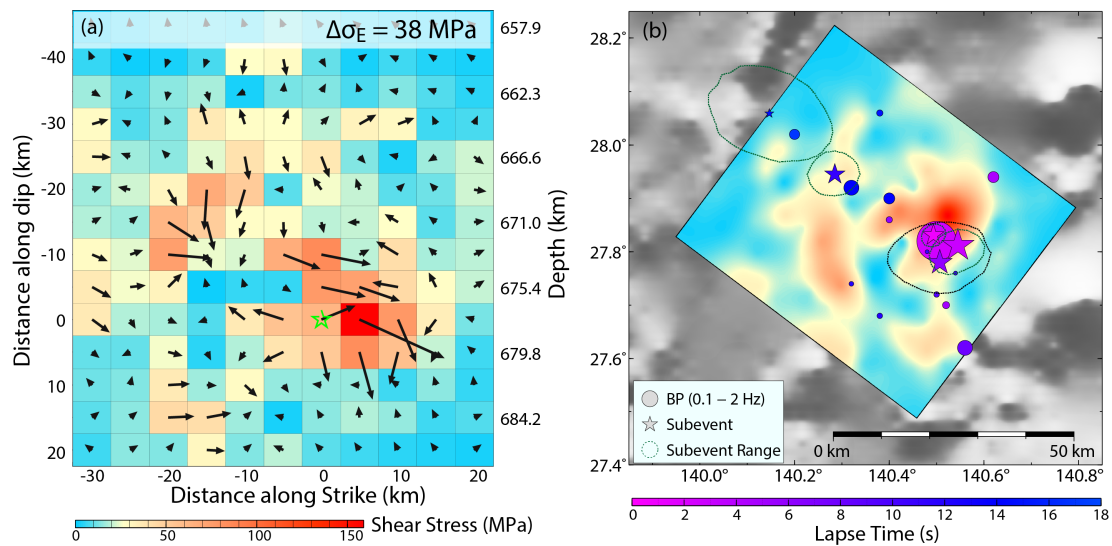 (a)
Δσ_E = 38 MPa
657.9
-40
662.3
-30
666.6
-20
671.0
-10
675.4
0
679.8
10
684.2
20
Distance along dip (km)
-30 -20 -10 0 10 20
Distance along Strike (km)
0 50 100 150
Shear Stress (MPa)
(b)
28.2°
28.0°
27.8°
27.6°
27.4°
Depth (km)
BP (0.1 – 2 Hz)
Subevent
Subevent Range
0 km 50 km
140.0° 140.2° 140.4° 140.6° 140.8°
0 2 4 6 8 10 12 14 16 18
Lapse Time (s)